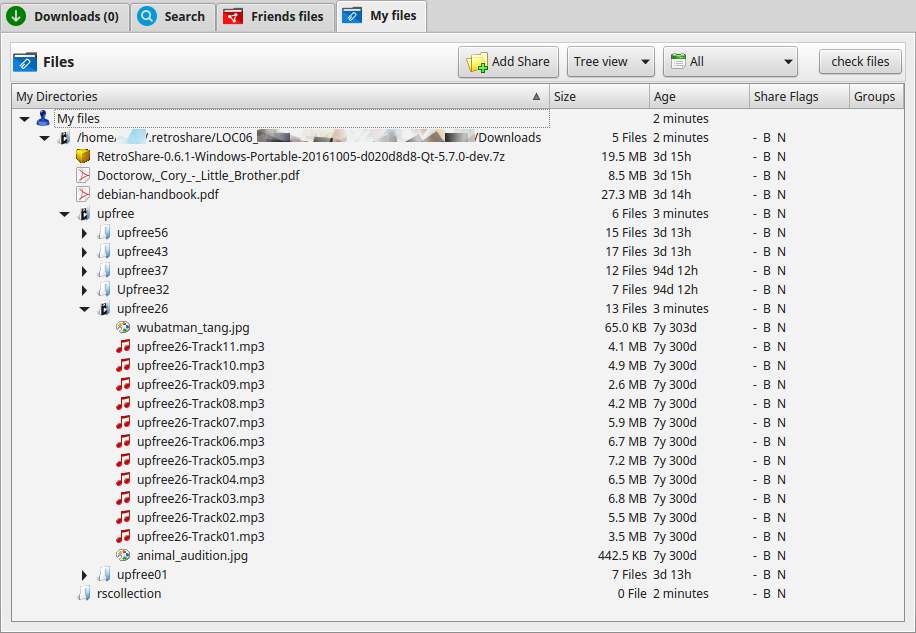 Downloads (0) Search Friends files My files
Files Add Share Tree view All check files
My Directories Size Age Share Flags Groups
My files 2 minutes
/home/ /.retroshare/LOC06_ /Downloads 5 Files 2 minutes - B N
RetroShare-0.6.1-Windows-Portable-20161005-d020d8d8-Qt-5.7.0-dev.7z 19.5 MB 3d 15h - B N
Doctorow,_Cory_-_Little_Brother.pdf 8.5 MB 3d 15h - B N
debian-handbook.pdf 27.3 MB 3d 14h - B N
upfree 6 Files 3 minutes - B N
upfree56 15 Files 3d 13h - B N
upfree43 17 Files 3d 13h - B N
upfree37 12 Files 94d 12h - B N
Upfree32 7 Files 94d 12h - B N
upfree26 13 Files 3 minutes - B N
wubatman_tang.jpg 65.0 KB 7y 303d - B N
upfree26-Track11.mp3 4.1 MB 7y 300d - B N
upfree26-Track10.mp3 4.9 MB 7y 300d - B N
upfree26-Track09.mp3 2.6 MB 7y 300d - B N
upfree26-Track08.mp3 4.2 MB 7y 300d - B N
upfree26-Track07.mp3 5.9 MB 7y 300d - B N
upfree26-Track06.mp3 6.7 MB 7y 300d - B N
upfree26-Track05.mp3 7.2 MB 7y 300d - B N
upfree26-Track04.mp3 6.5 MB 7y 300d - B N
upfree26-Track03.mp3 6.8 MB 7y 300d - B N
upfree26-Track02.mp3 5.5 MB 7y 300d - B N
upfree26-Track01.mp3 3.5 MB 7y 300d - B N
animal_audition.jpg 442.5 KB 7y 300d - B N
upfree01 7 Files 3d 13h - B N
rscollection 0 File 2 minutes - B N